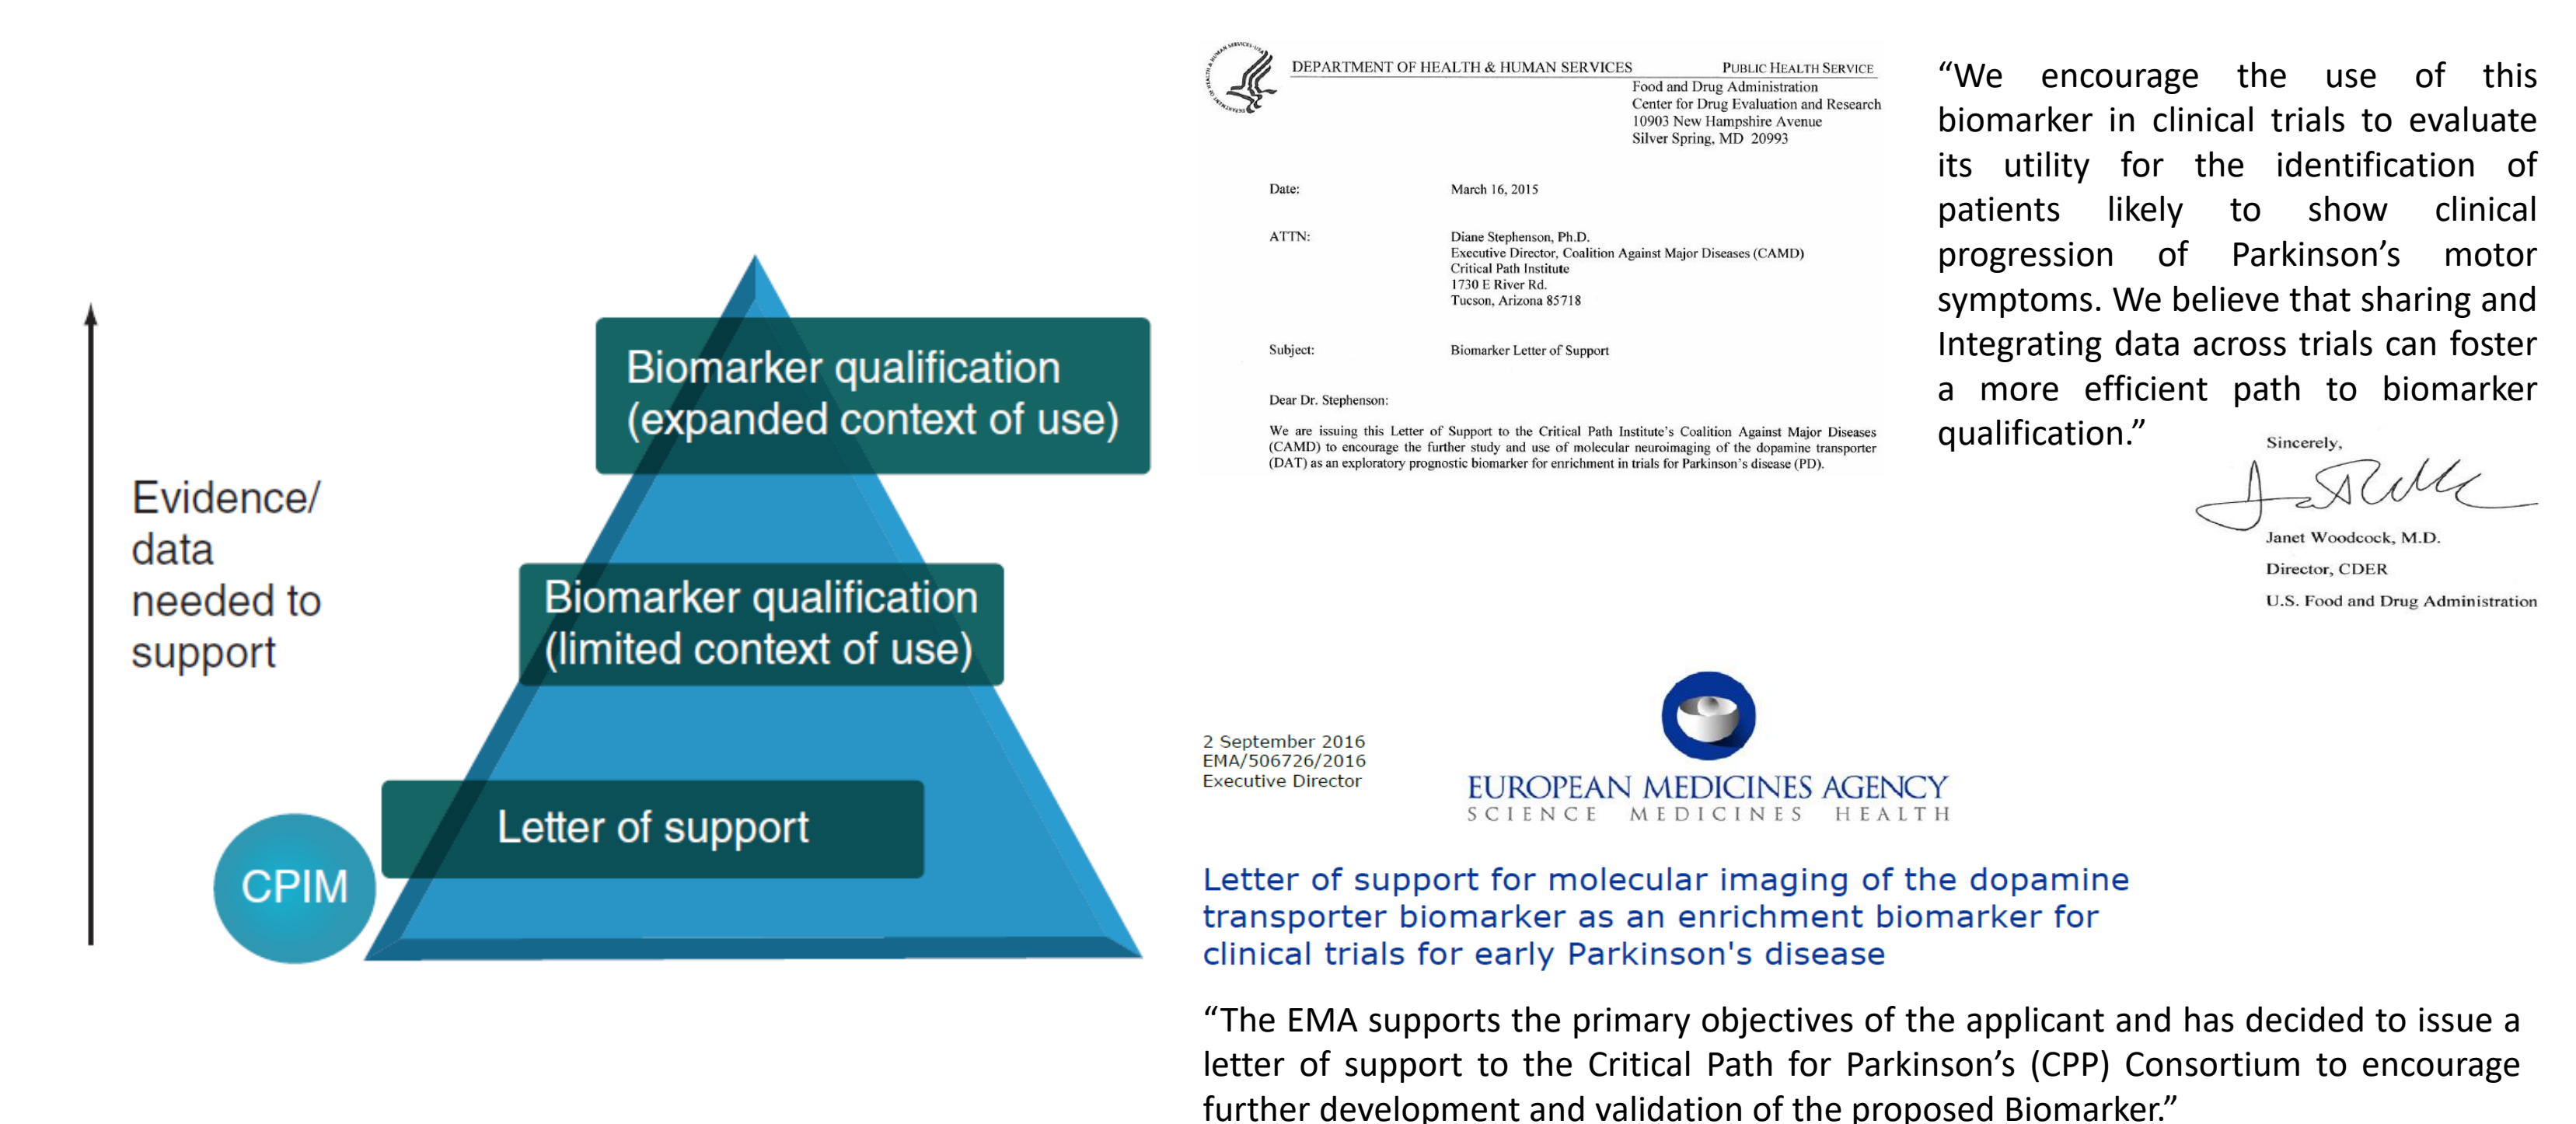 Evidence/
data
needed to
support
Biomarker qualification
(expanded context of use)
Biomarker qualification
(limited context of use)
Letter of support
CPIM
DEPARTMENT OF HEALTH & HUMAN SERVICES
PUBLIC HEALTH SERVICE
Food and Drug Administration
Center for Drug Evaluation and Research
10903 New Hampshire Avenue
Silver Spring, MD 20993
Date: March 16, 2015
ATTN: Diane Stephenson, Ph.D.
Executive Director, Coalition Against Major Diseases (CAMD)
Critical Path Institute
1730 E River Rd.
Tucson, Arizona 85718
Subject: Biomarker Letter of Support
Dear Dr. Stephenson:
We are issuing this Letter of Support to the Critical Path Institute's Coalition Against Major Diseases
(CAMD) to encourage the further study and use of molecular neuroimaging of the dopamine transporter
(DAT) as an exploratory prognostic biomarker for enrichment in trials for Parkinson's disease (PD).
“We encourage the use of this
biomarker in clinical trials to evaluate
its utility for the identification of
patients likely to show clinical
progression of Parkinson’s motor
symptoms. We believe that sharing and
Integrating data across trials can foster
a more efficient path to biomarker
qualification.”
Sincerely,
Janet Woodcock, M.D.
Director, CDER
U.S. Food and Drug Administration
2 September 2016
EMA/506726/2016
Executive Director
EUROPEAN MEDICINES AGENCY
SCIENCE MEDICINES HEALTH
Letter of support for molecular imaging of the dopamine
transporter biomarker as an enrichment biomarker for
clinical trials for early Parkinson's disease
“The EMA supports the primary objectives of the applicant and has decided to issue a
letter of support to the Critical Path for Parkinson’s (CPP) Consortium to encourage
further development and validation of the proposed Biomarker.”